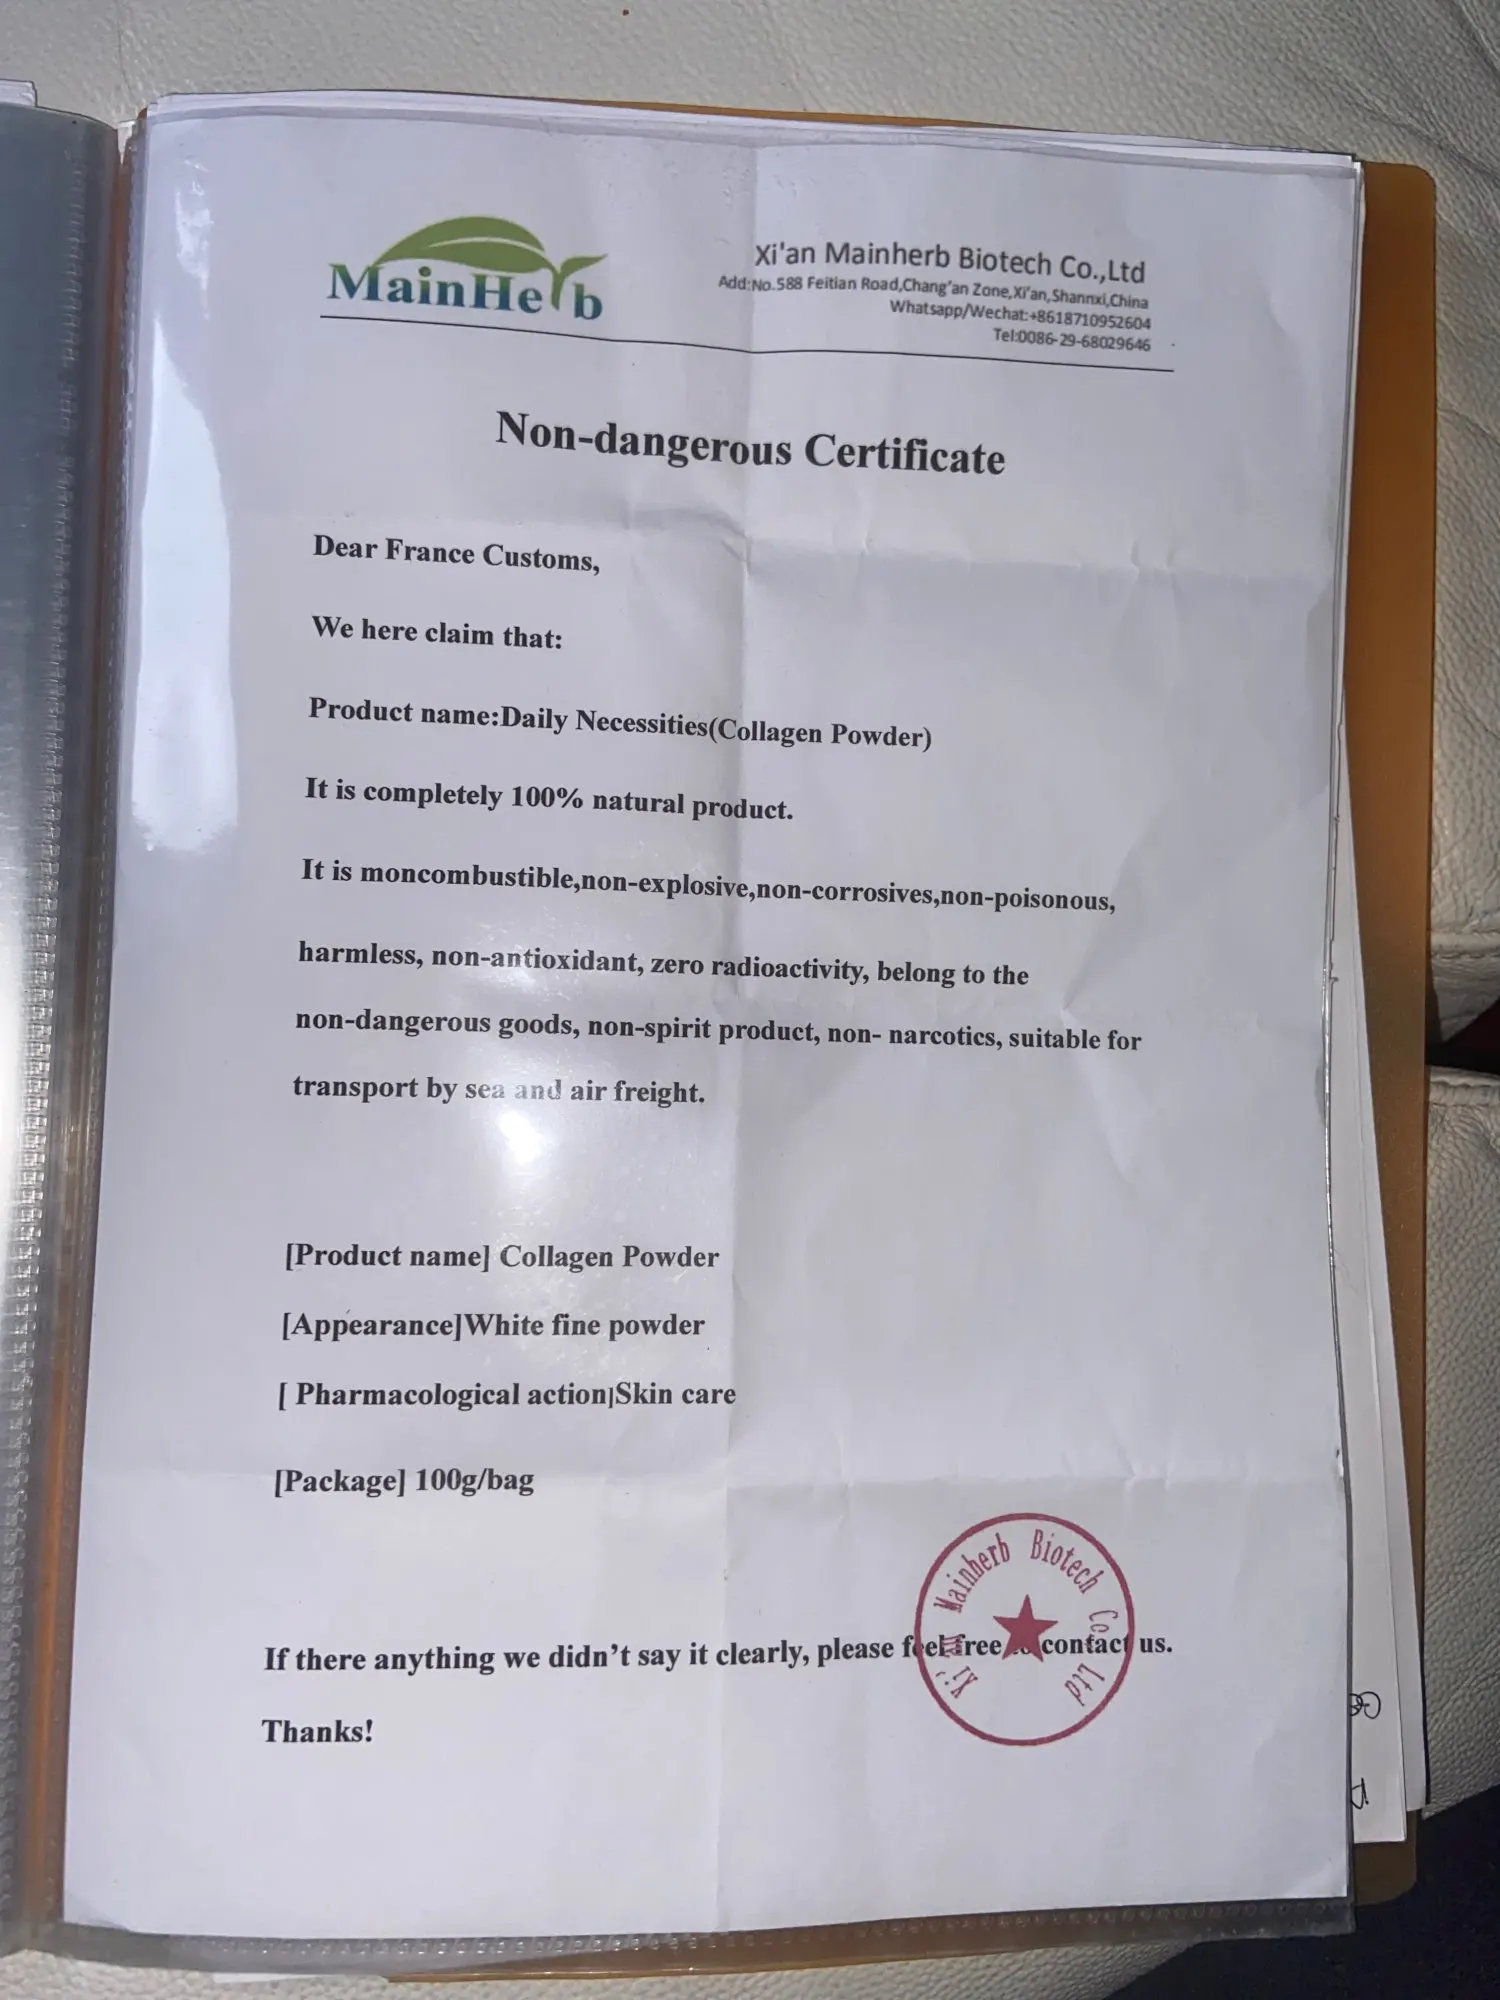 MainHerb
Xi'an Mainherb Biotech Co.,Ltd
Add:No.588 Feitian Road,Chang'an Zone,Xi'an,Shannxi,China
Whatsapp/Wechat:+8618710952604
Tel:0086-29-68029646
Non-dangerous Certificate
Dear France Customs,
We here claim that:
Product name:Daily Necessities(Collagen Powder)
It is completely 100% natural product.
It is moncombustible,non-explosive,non-corrosives,non-poisonous,
harmless, non-antioxidant, zero radioactivity, belong to the
non-dangerous goods, non-spirit product, non- narcotics, suitable for
transport by sea and air freight.
[Product name] Collagen Powder
[Appearance]White fine powder
[ Pharmacological action]Skin care
[Package] 100g/bag
If there anything we didn't say it clearly, please feel free to contact us.
Thanks!
Xi'an Mainherb Biotech Co., Ltd